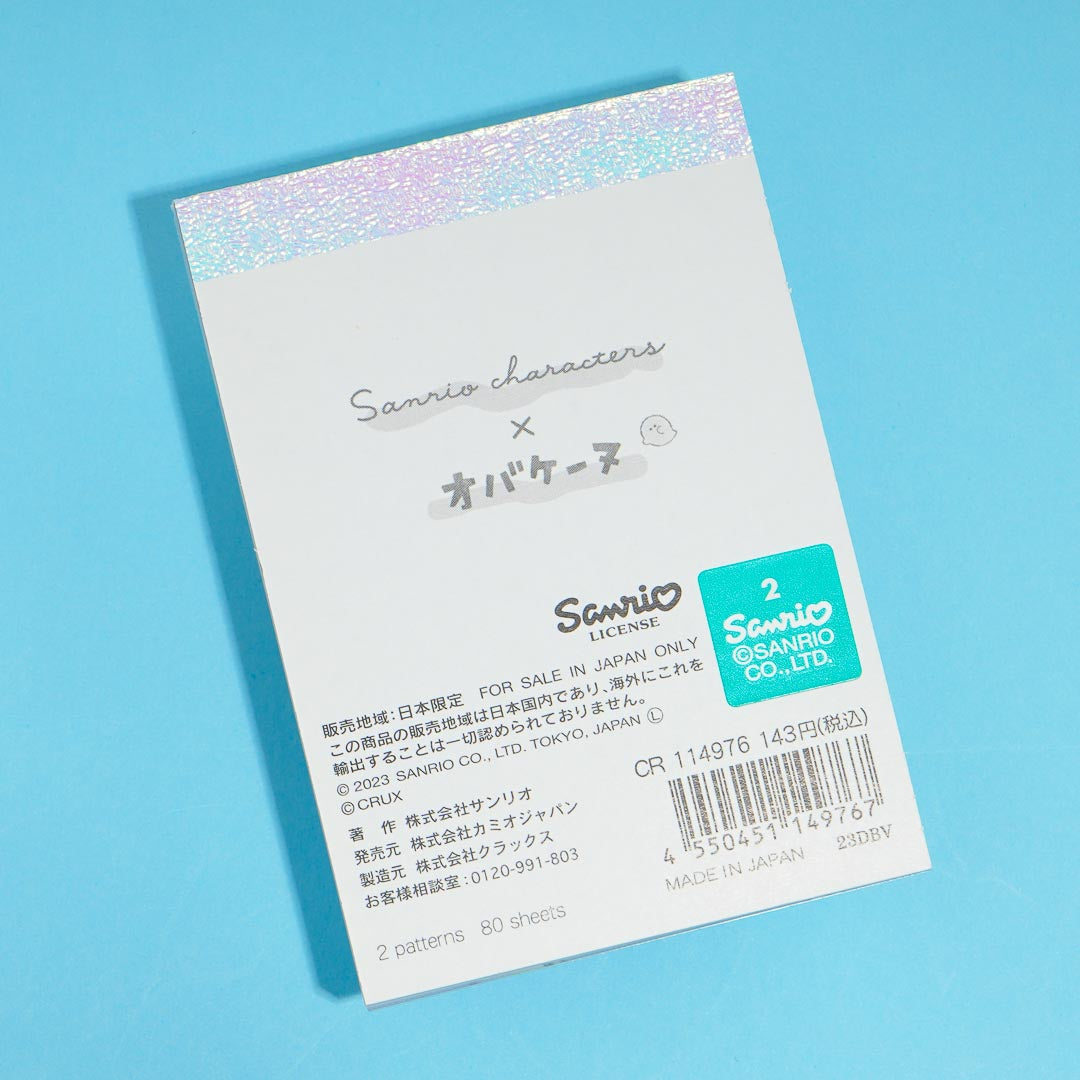 Sanrio characters
×
オバケーヌ
Sanrio
LICENSE
2
Sanrio
©SANRIO
CO.,LTD.
販売地域:日本限定 FOR SALE IN JAPAN ONLY
この商品の販売地域は日本国内であり、海外にこれを
輸出することは一切認められておりません。
© 2023 SANRIO CO., LTD. TOKYO, JAPAN Ⓛ
©CRUX
著 作 株式会社サンリオ
発売元 株式会社カミオジャパン
製造元 株式会社クラックス
お客様相談室:0120-991-803
2 patterns 80 sheets
CR 114976 143円(税込)
4 550451 149767
MADE IN JAPAN 23DBV